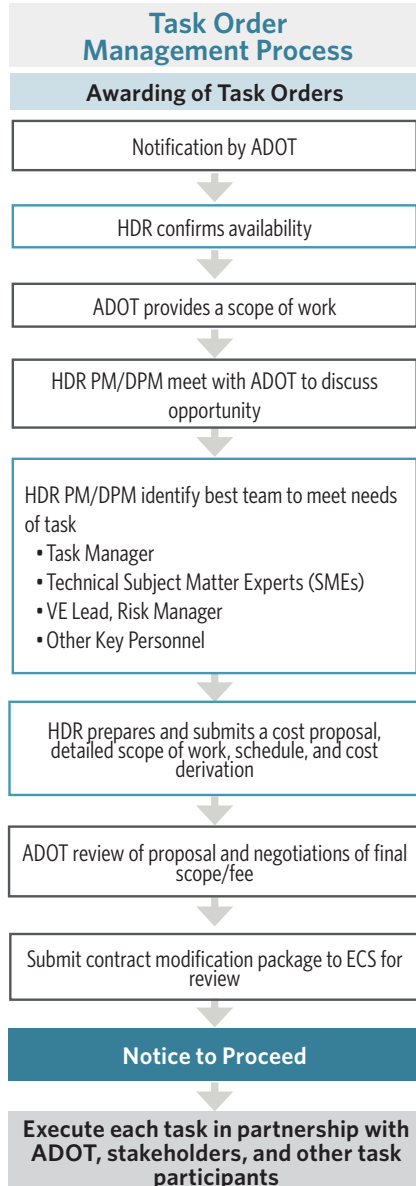 Task Order
Management Process
Awarding of Task Orders
Notification by ADOT
HDR confirms availability
ADOT provides a scope of work
HDR PM/DPM meet with ADOT to discuss
opportunity
HDR PM/DPM identify best team to meet needs
of task
• Task Manager
• Technical Subject Matter Experts (SMEs)
• VE Lead, Risk Manager
• Other Key Personnel
HDR prepares and submits a cost proposal,
detailed scope of work, schedule, and cost
derivation
ADOT review of proposal and negotiations of final
scope/fee
Submit contract modification package to ECS for
review
Notice to Proceed
Execute each task in partnership with
ADOT, stakeholders, and other task
participants